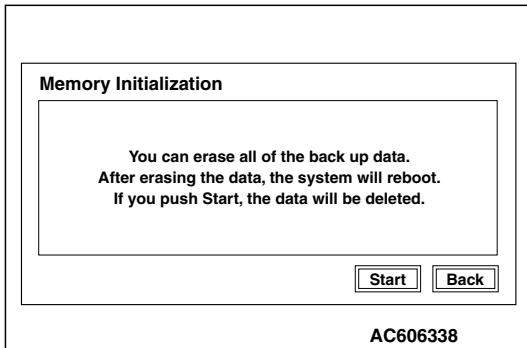 Memory Initialization
You can erase all of the back up data.
After erasing the data, the system will reboot.
If you push Start, the data will be deleted.
Start Back
AC606338